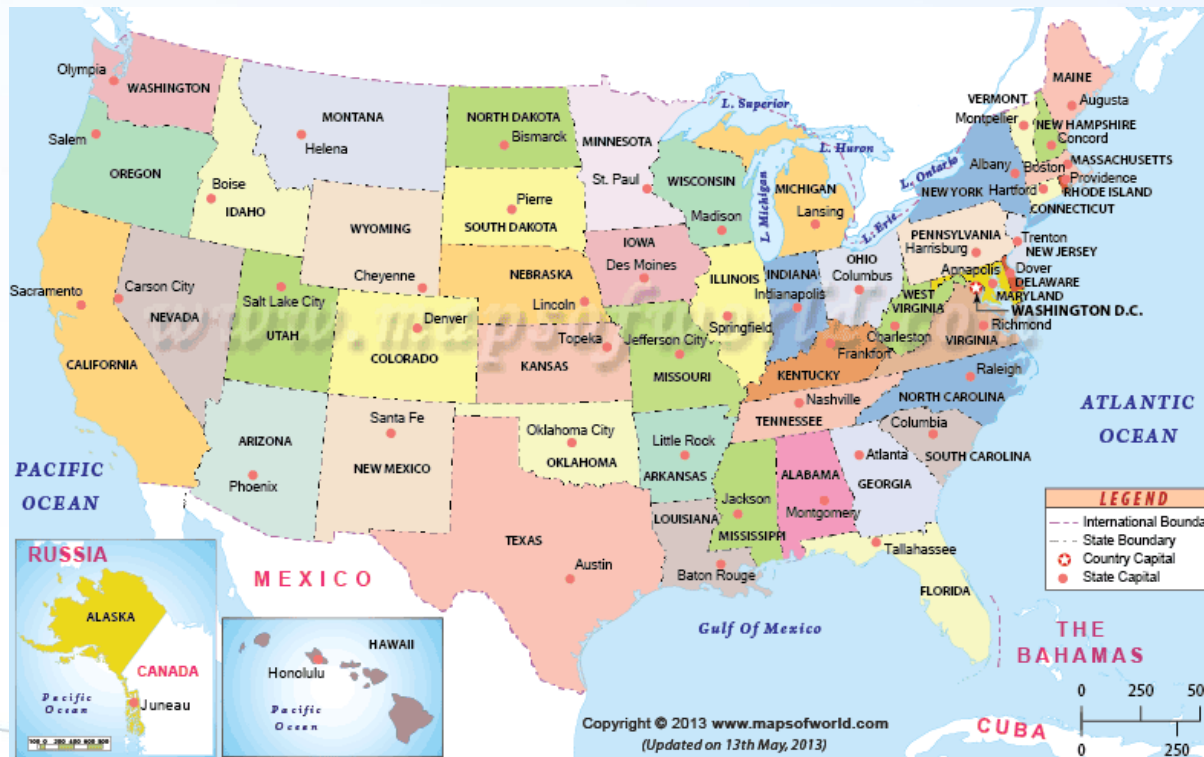 Olympia
WASHINGTON
Salem
OREGON
Boise
IDAHO
MONTANA
Helena
NORTH DAKOTA
Bismarck
MINNESOTA
St. Paul
Pierre
SOUTH DAKOTA
WYOMING
Cheyenne
WISCONSIN
Madison
L. Superior
L. Huron
L. Michigan
MICHIGAN
Lansing
L. Ontario
L. Erie
MAINE
Augusta
VERMONT
Montpelier
NEW HAMPSHIRE
Concord
Albany
NEW YORK
Boston
MASSACHUSETTS
Providence
RHODE ISLAND
Hartford
CONNECTICUT
PENNSYLVANIA
Harrisburg
Trenton
NEW JERSEY
Annapolis
Dover
DELAWARE
MARYLAND
WASHINGTON D.C.
Sacramento
CALIFORNIA
Carson City
NEVADA
Salt Lake City
UTAH
Denver
COLORADO
NEBRASKA
Lincoln
IOWA
Des Moines
ILLINOIS
Springfield
INDIANA
Indianapolis
OHIO
Columbus
WEST
VIRGINIA
Charleston
Richmond
VIRGINIA
Topeka
KANSAS
Jefferson City
MISSOURI
Frankfort
KENTUCKY
www.mapsofworld.com
ARIZONA
Phoenix
Santa Fe
NEW MEXICO
Oklahoma City
OKLAHOMA
Little Rock
ARKANSAS
Nashville
TENNESSEE
Raleigh
NORTH CAROLINA
Columbia
SOUTH CAROLINA
Atlanta
GEORGIA
ALABAMA
Montgomery
Jackson
MISSISSIPPI
LOUISIANA
Baton Rouge
TEXAS
Austin
Tallahassee
FLORIDA
PACIFIC
OCEAN
ATLANTIC
OCEAN
MEXICO
Gulf Of Mexico
THE
BAHAMAS
CUBA
LEGEND
International Bounda
State Boundary
Country Capital
State Capital
RUSSIA
ALASKA
CANADA
Pacific
Ocean
Juneau
HAWAII
Honolulu
Pacific
Ocean
0 250 50
0 250
Copyright © 2013 www.mapsofworld.com
(Updated on 13th May, 2013)